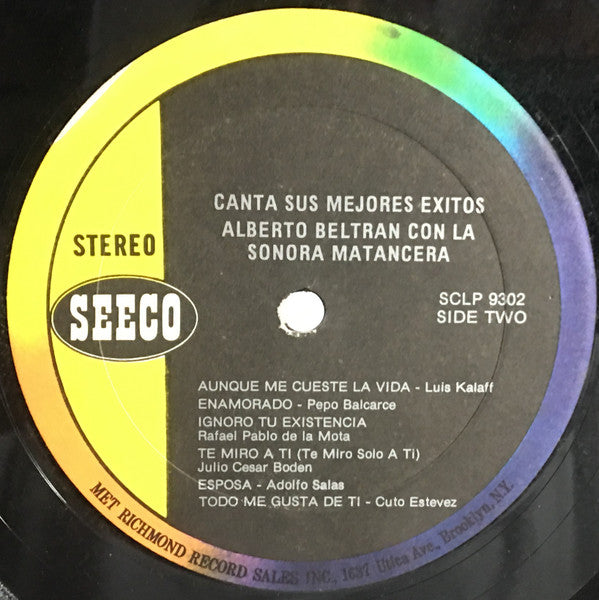 CANTA SUS MEJORES EXITOS
ALBERTO BELTRAN CON LA
SONORA MATANCERA
STEREO
SEECO
SCLP 9302
SIDE TWO
AUNQUE ME CUESTE LA VIDA - Luis Kalaff
ENAMORADO - Pepo Balcarce
IGNORO TU EXISTENCIA
Rafael Pablo de la Mota
TE MIRO A TI (Te Miro Solo A Ti)
Julio Cesar Boden
ESPOSA - Adolfo Salas
TODO ME GUSTA DE TI - Cuto Estevez
MET RICHMOND RECORD SALES INC., 1637 Utica Ave., Brooklyn, N.Y.